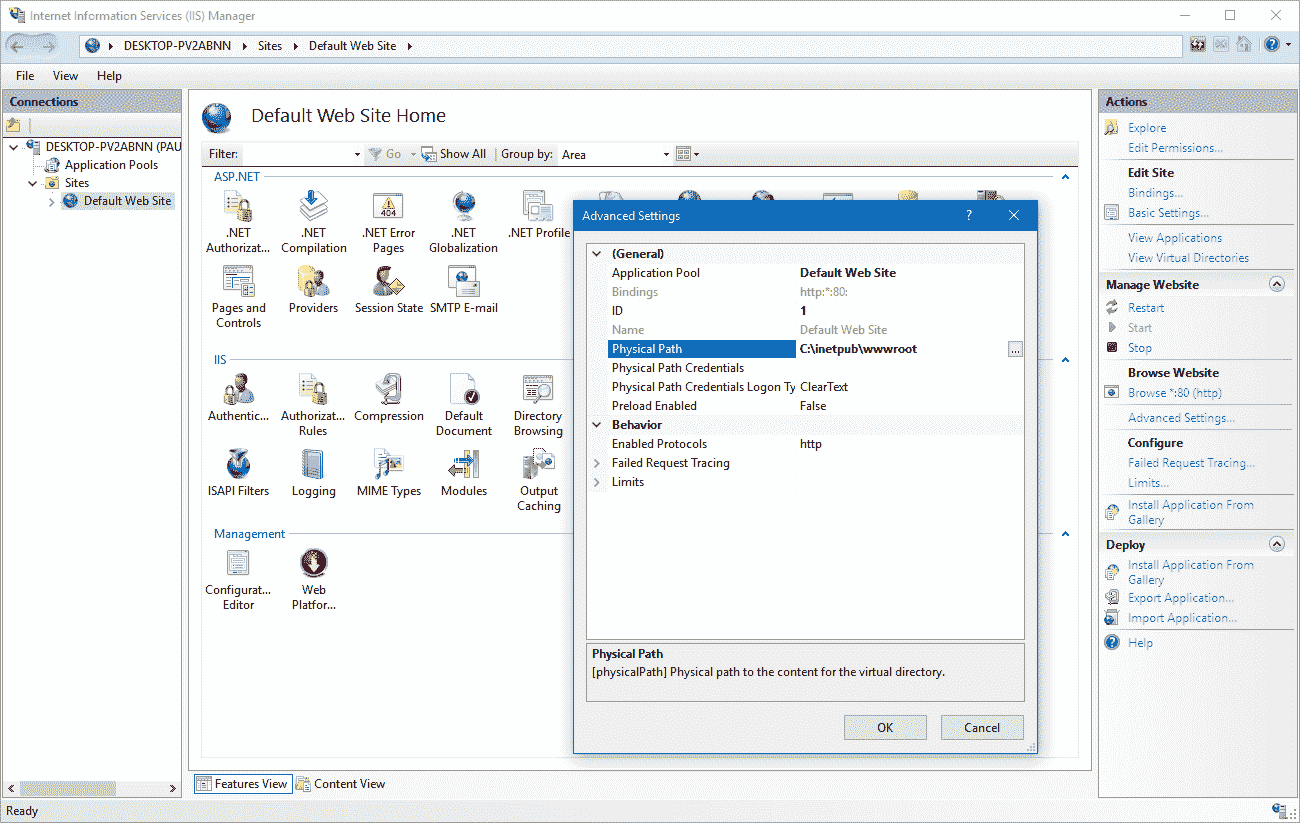 Internet Information Services (IIS) Manager
DESKTOP-PV2ABNN
Sites
Default Web Site
File View Help
Connections
DESKTOP-PV2ABNN (PAU
Application Pools
Sites
Default Web Site
Default Web Site Home
Filter: Go Show All Group by: Area
ASP.NET
.NET Authorizat...
.NET Compilation
.NET Error Pages
.NET Globalization
.NET Profile
Pages and Controls
404
Providers
Session State
SMTP E-mail
IIS
Authentic...
Authorizat... Rules
Compression
Default Document
Directory Browsing
ISAPI Filters
Logging
MIME Types
Modules
Output Caching
Management
Configurat... Editor
Web Platfor...
Features View
Content View
Advanced Settings
?
(General)
Application Pool Default Web Site
Bindings http:*:80:
ID 1
Name Default Web Site
Physical Path C:\inetpub\wwwroot ...
Physical Path Credentials
Physical Path Credentials Logon Ty ClearText
Preload Enabled False
Behavior
Enabled Protocols http
Failed Request Tracing
Limits
Physical Path
[physicalPath] Physical path to the content for the virtual directory.
OK Cancel
Actions
Explore
Edit Permissions...
Edit Site
Bindings...
Basic Settings...
View Applications
View Virtual Directories
Manage Website
Restart
Start
Stop
Browse Website
Browse *:80 (http)
Advanced Settings...
Configure
Failed Request Tracing...
Limits...
Install Application From
Gallery
Deploy
Install Application From
Gallery
Export Application...
Import Application...
Help
Ready